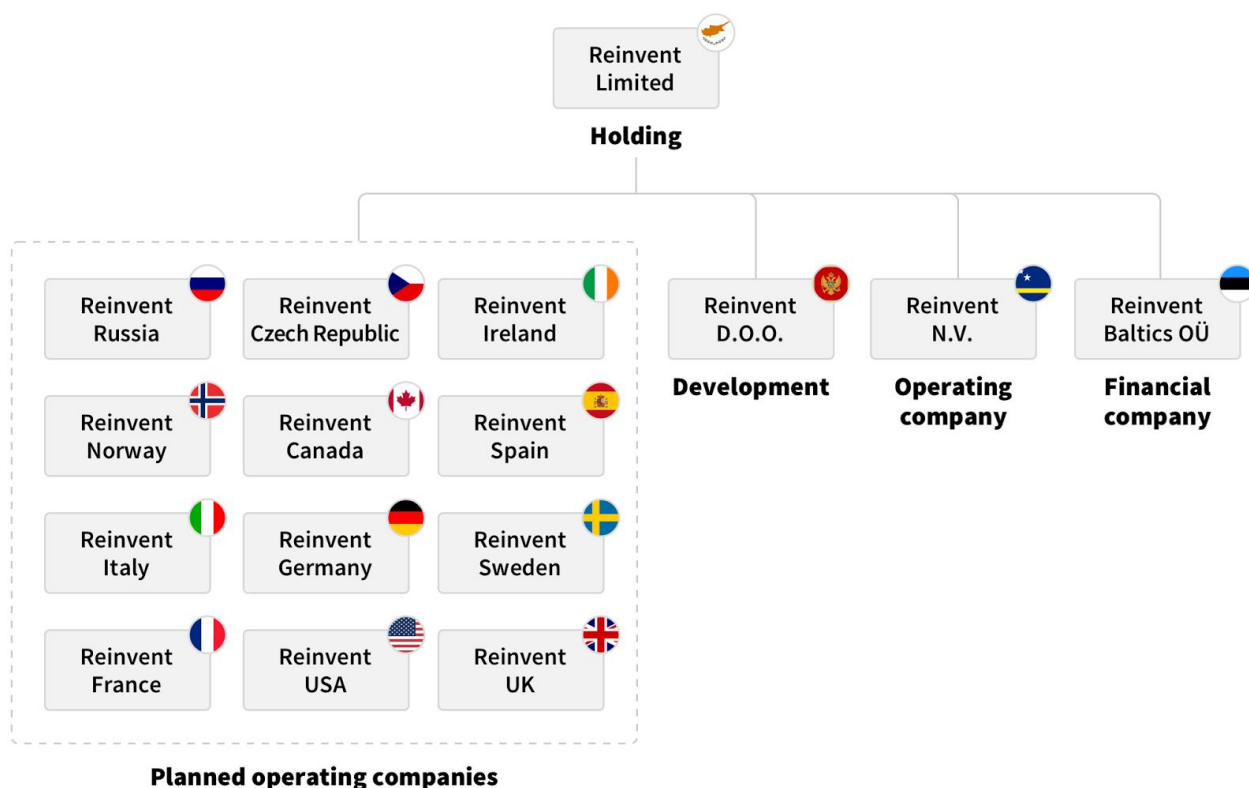 Reinvent
Limited
Holding
Reinvent
Russia
Reinvent
Czech Republic
Reinvent
Ireland
Reinvent
D.O.O.
Development
Reinvent
N.V.
Operating
company
Reinvent
Baltics OÜ
Financial
company
Reinvent
Norway
Reinvent
Canada
Reinvent
Spain
Reinvent
Italy
Reinvent
Germany
Reinvent
Sweden
Reinvent
France
Reinvent
USA
Reinvent
UK
Planned operating companies